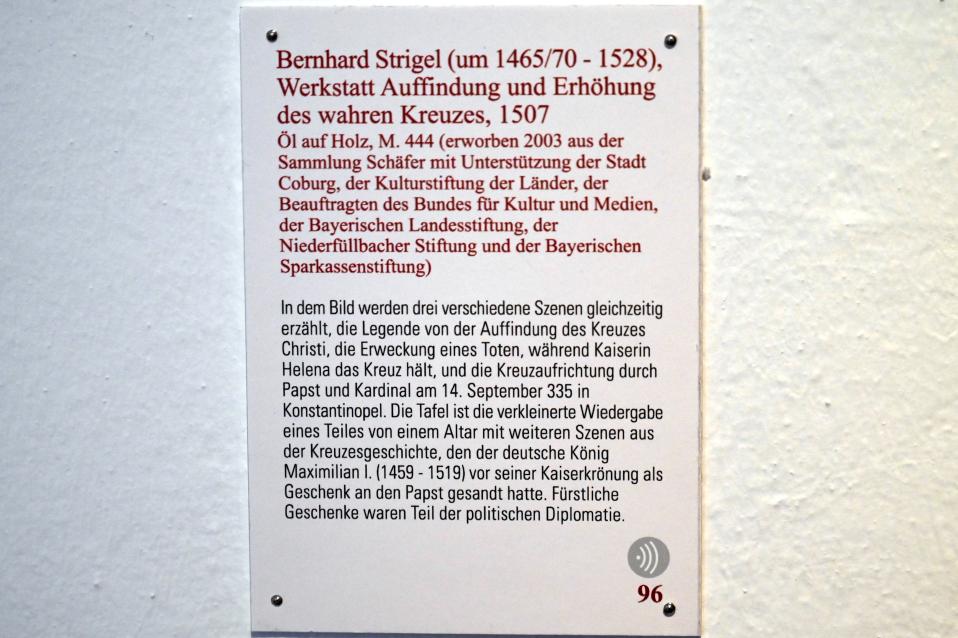 Bernhard Strigel (um 1465/70 - 1528),
Werkstatt Auffindung und Erhöhung
des wahren Kreuzes, 1507
Öl auf Holz, M. 444 (erworben 2003 aus der
Sammlung Schäfer mit Unterstützung der Stadt
Coburg, der Kulturstiftung der Länder, der
Beauftragten des Bundes für Kultur und Medien,
der Bayerischen Landesstiftung, der
Niederfüllbacher Stiftung und der Bayerischen
Sparkassenstiftung)
In dem Bild werden drei verschiedene Szenen gleichzeitig
erzählt, die Legende von der Auffindung des Kreuzes
Christi, die Erweckung eines Toten, während Kaiserin
Helena das Kreuz hält, und die Kreuzaufrichtung durch
Papst und Kardinal am 14. September 335 in
Konstantinopel. Die Tafel ist die verkleinerte Wiedergabe
eines Teiles von einem Altar mit weiteren Szenen aus
der Kreuzesgeschichte, den der deutsche König
Maximilian I. (1459 - 1519) vor seiner Kaiserkrönung als
Geschenk an den Papst gesandt hatte. Fürstliche
Geschenke waren Teil der politischen Diplomatie.
96